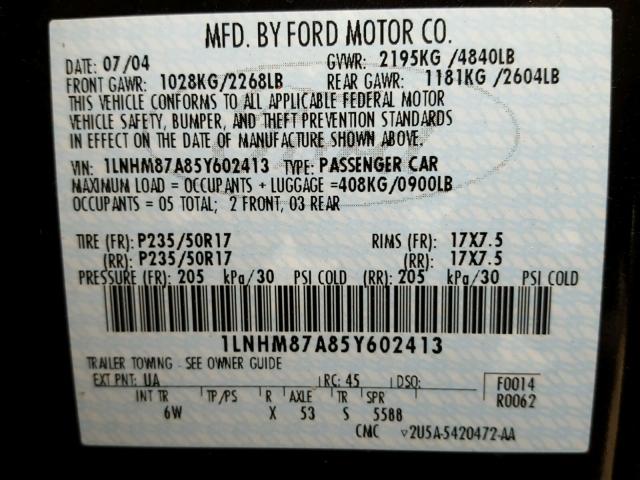 MFD. BY FORD MOTOR CO.
DATE: 07/04 GVWR: 2195KG /4840LB
FRONT GAWR: 1028KG/2268LB REAR GAWR: 1181KG /2604LB
THIS VEHICLE CONFORMS TO ALL APPLICABLE FEDERAL MOTOR
VEHICLE SAFETY, BUMPER, AND THEFT PREVENTION STANDARDS
IN EFFECT ON THE DATE OF MANUFACTURE SHOWN ABOVE.
VIN: 1LNHM87A85Y602413 TYPE: PASSENGER CAR
MAXIMUM LOAD = OCCUPANTS + LUGGAGE =408KG/0900LB
OCCUPANTS = 05 TOTAL; 2 FRONT, 03 REAR
TIRE (FR): P235/50R17 RIMS (FR): 17X7.5
(RR): P235/50R17 (RR): 17X7.5
PRESSURE (FR): 205 kPa/30 PSI COLD (RR): 205 kPa/30 PSI COLD
1LNHM87A85Y602413
TRAILER TOWING - SEE OWNER GUIDE
EXT PNT: UA RC: 45 DSO: F0014
INT TR TP/PS R AXLE TR SPR R0062
6W X 53 S 5588
CMC ▽2U5A-5420472-AA